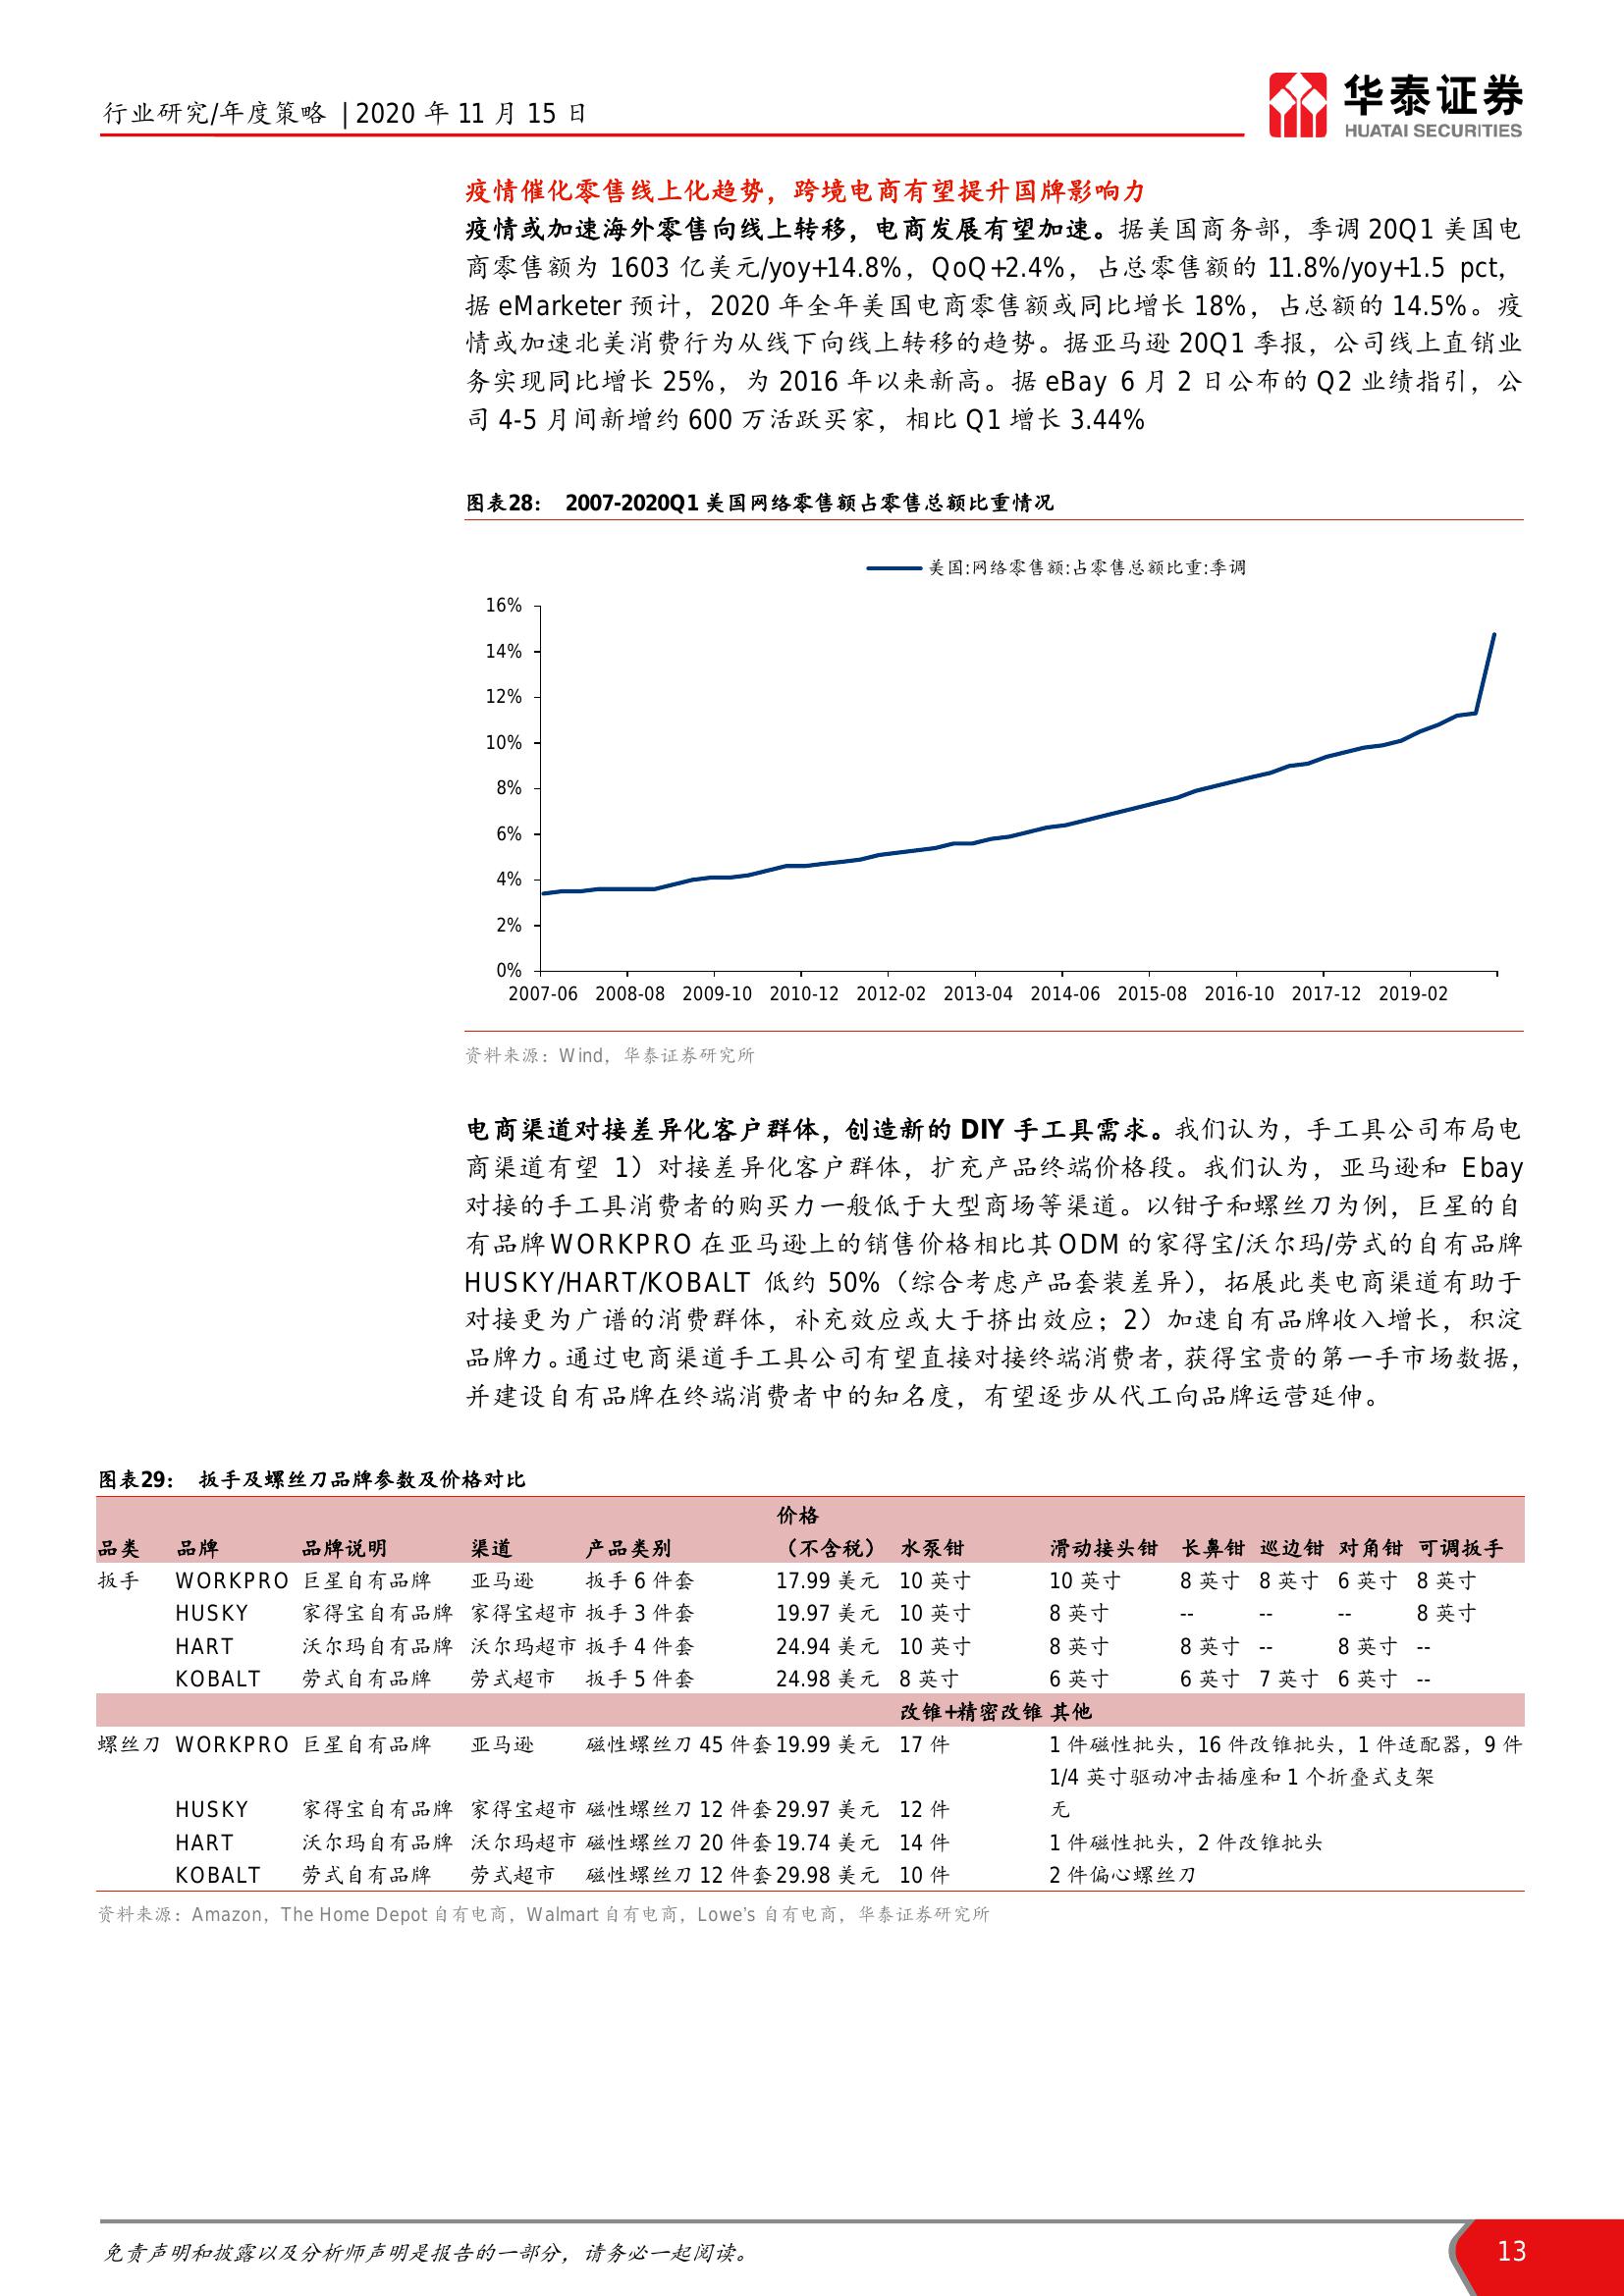 行业研究/年度策略 | 2020 年 11 月 15 日
华泰证券
HUATAI SECURITIES
疫情催化零售线上化趋势，跨境电商有望提升国牌影响力
疫情或加速海外零售向线上转移，电商发展有望加速。据美国商务部，季调 20Q1 美国电
商零售额为 1603 亿美元/yoy+14.8%，QoQ+2.4%，占总零售额的 11.8%/yoy+1.5 pct，
据 eMarketer 预计，2020 年全年美国电商零售额或同比增长 18%，占总额的 14.5%。疫
情或加速北美消费行为从线下向线上转移的趋势。据亚马逊 20Q1 季报，公司线上直销业
务实现同比增长 25%，为 2016 年以来新高。据 eBay 6 月 2 日公布的 Q2 业绩指引，公
司 4-5 月间新增约 600 万活跃买家，相比 Q1 增长 3.44%
图表28： 2007-2020Q1 美国网络零售额占零售总额比重情况
美国:网络零售额:占零售总额比重:季调
16%
14%
12%
10%
8%
6%
4%
2%
0%
2007-06 2008-08 2009-10 2010-12 2012-02 2013-04 2014-06 2015-08 2016-10 2017-12 2019-02
资料来源：Wind，华泰证券研究所
电商渠道对接差异化客户群体，创造新的 DIY 手工具需求。我们认为，手工具公司布局电
商渠道有望 1）对接差异化客户群体，扩充产品终端价格段。我们认为，亚马逊和 Ebay
对接的手工具消费者的购买力一般低于大型商场等渠道。以钳子和螺丝刀为例，巨星的自
有品牌 WORKPRO 在亚马逊上的销售价格相比其 ODM 的家得宝/沃尔玛/劳式的自有品牌
HUSKY/HART/KOBALT 低约 50%（综合考虑产品套装差异），拓展此类电商渠道有助于
对接更为广谱的消费群体，补充效应或大于挤出效应；2）加速自有品牌收入增长，积淀
品牌力。通过电商渠道手工具公司有望直接对接终端消费者，获得宝贵的第一手市场数据，
并建设自有品牌在终端消费者中的知名度，有望逐步从代工向品牌运营延伸。
图表29： 扳手及螺丝刀品牌参数及价格对比
价格
品类 品牌 品牌说明 渠道 产品类别 （不含税） 水泵钳 滑动接头钳 长鼻钳 巡边钳 对角钳 可调扳手
扳手 WORKPRO 巨星自有品牌 亚马逊 扳手 6 件套 17.99 美元 10 英寸 10 英寸 8 英寸 8 英寸 6 英寸 8 英寸
HUSKY 家得宝自有品牌 家得宝超市 扳手 3 件套 19.97 美元 10 英寸 8 英寸 -- -- -- 8 英寸
HART 沃尔玛自有品牌 沃尔玛超市 扳手 4 件套 24.94 美元 10 英寸 8 英寸 8 英寸 -- 8 英寸 --
KOBALT 劳式自有品牌 劳式超市 扳手 5 件套 24.98 美元 8 英寸 6 英寸 6 英寸 7 英寸 6 英寸 --
改锥+精密改锥 其他
螺丝刀 WORKPRO 巨星自有品牌 亚马逊 磁性螺丝刀 45 件套 19.99 美元 17 件 1 件磁性批头，16 件改锥批头，1 件适配器，9 件
1/4 英寸驱动冲击插座和 1 个折叠式支架
HUSKY 家得宝自有品牌 家得宝超市 磁性螺丝刀 12 件套 29.97 美元 12 件 无
HART 沃尔玛自有品牌 沃尔玛超市 磁性螺丝刀 20 件套 19.74 美元 14 件 1 件磁性批头，2 件改锥批头
KOBALT 劳式自有品牌 劳式超市 磁性螺丝刀 12 件套 29.98 美元 10 件 2 件偏心螺丝刀
资料来源：Amazon，The Home Depot 自有电商，Walmart 自有电商，Lowe's 自有电商，华泰证券研究所
免责声明和披露以及分析师声明是报告的一部分，请务必一起阅读。
13